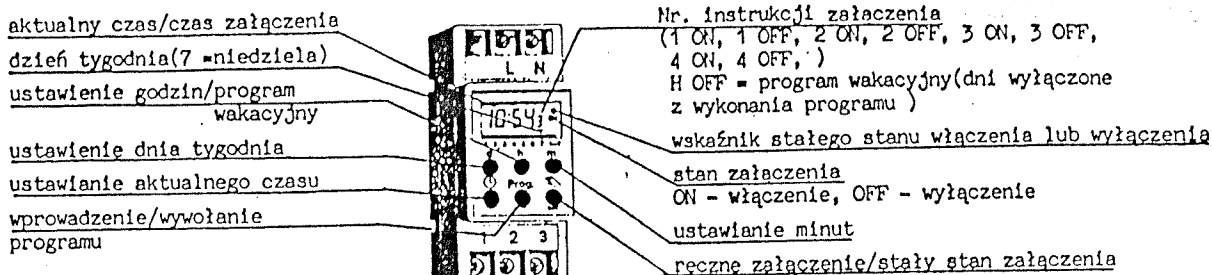 aktualny czas/czas załączenia
dzień tygodnia(7 =niedziela)
ustawienie godzin/program
wakacyjny
ustawienie dnia tygodnia
ustawianie aktualnego czasu
wprowadzenie/wywołanie
programu
L N
10:54
d h m
Prog.
1 2 3
Nr. instrukcji załaczenia
(1 ON, 1 OFF, 2 ON, 2 OFF, 3 ON, 3 OFF,
4 ON, 4 OFF, )
H OFF = program wakacyjny(dni wyłączone
z wykonania programu )
wskaźnik stałego stanu włączenia lub wyłączenia
stan załaczenia
ON - włączenie, OFF - wyłączenie
ustawianie minut
ręczne załączenie/stały stan załączenia